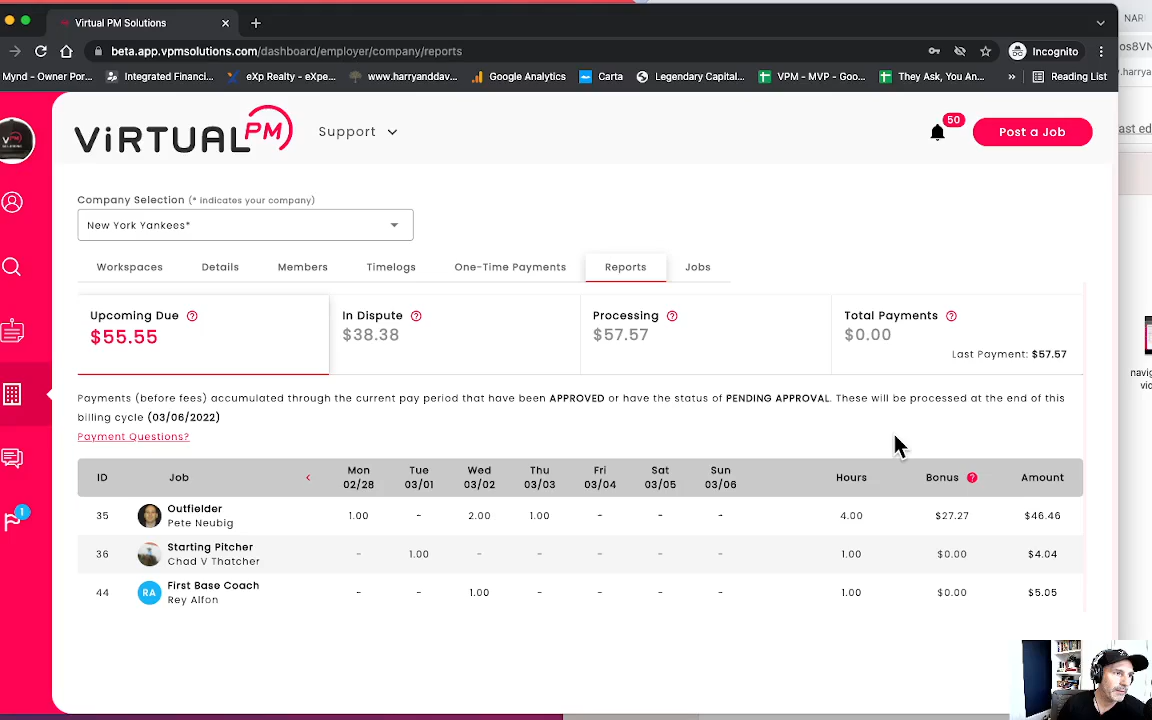 Virtual PM Solutions
NAR
beta.app.vpmsolutions.com/dashboard/employer/company/reports
Incognito
os8VN
Mynd - Owner Por...
Integrated Financi...
eXp Realty - eXpe...
www.harryanddav...
Google Analytics
Carta
Legendary Capital...
VPM - MVP - Goo...
They Ask, You An...
»
Reading List
.harrya
ViRTUAL PM
Support
50
Post a Job
ast ed
Company Selection (* indicates your company)
New York Yankees*
Workspaces
Details
Members
Timelogs
One-Time Payments
Reports
Jobs
Upcoming Due ?
$55.55
In Dispute ?
$38.38
Processing ?
$57.57
Total Payments ?
$0.00
Last Payment: $57.57
Payments (before fees) accumulated through the current pay period that have been APPROVED or have the status of PENDING APPROVAL. These will be processed at the end of this
billing cycle (03/06/2022)
Payment Questions?
ID Job < Mon 02/28 Tue 03/01 Wed 03/02 Thu 03/03 Fri 03/04 Sat 03/05 Sun 03/06 Hours Bonus ? Amount
35 Outfielder Pete Neubig 1.00 - 2.00 1.00 - - - 4.00 $27.27 $46.46
36 Starting Pitcher Chad V Thatcher - 1.00 - - - - - 1.00 $0.00 $4.04
44 RA First Base Coach Rey Alfon - - 1.00 - - - - 1.00 $0.00 $5.05
1
navig
vid